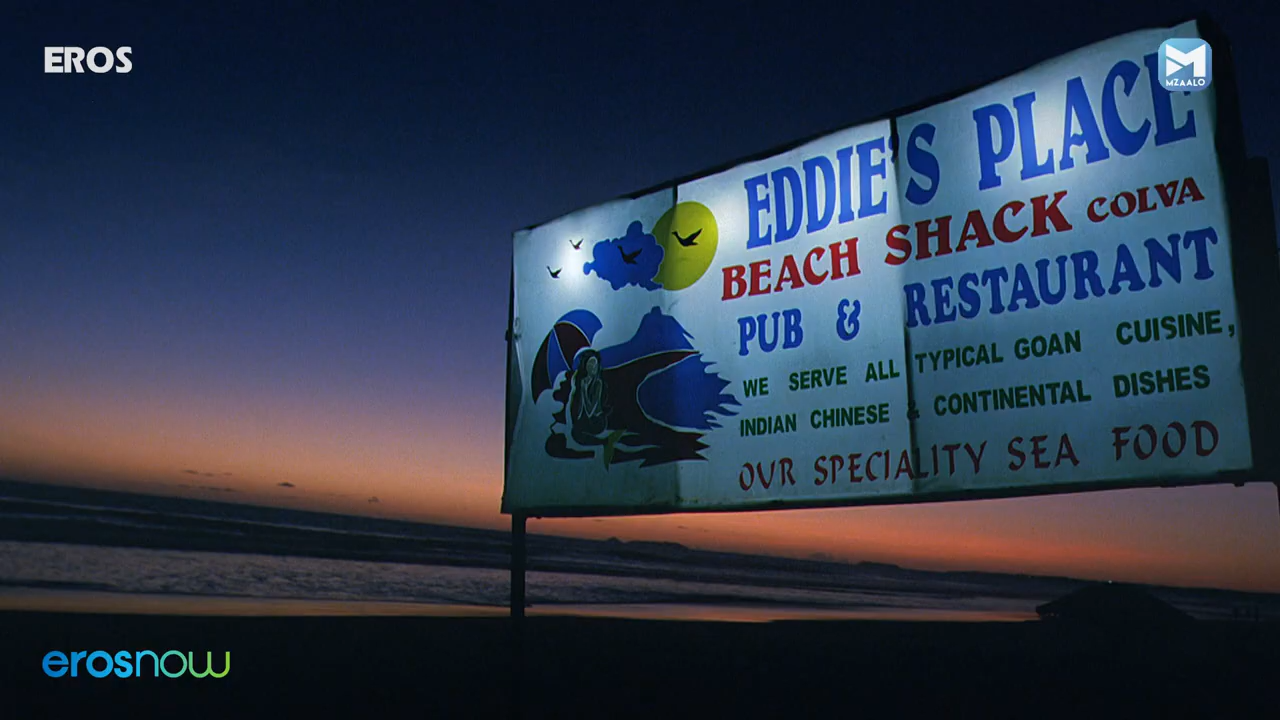 EROS
MZAALO
EDDIE'S PLACE
BEACH SHACK COLVA
PUB & RESTAURANT
WE SERVE ALL TYPICAL GOAN CUISINE,
INDIAN CHINESE & CONTINENTAL DISHES
OUR SPECIALITY SEA FOOD
erosnow